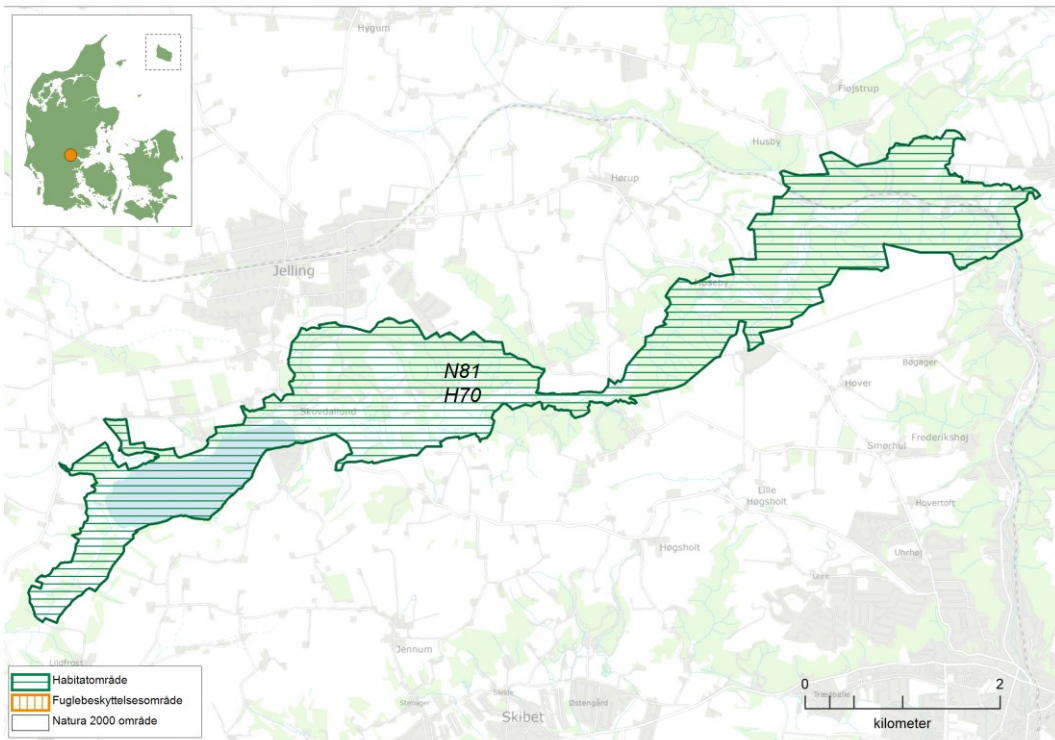 Hygum
Fløjstrup
Husby
Hørup
Jelling
N81
H70
Skovdallund
Bøgager
Hover
Smørhul
Frederikshøj
Lille
Høgsholt
Hovertoft
Høgsholt
Uhrhøj
Lildfrost
Jennum
Skibet
Østengård
Habitatområde
Fuglebeskyttelsesområde
Natura 2000 område
0
2
kilometer